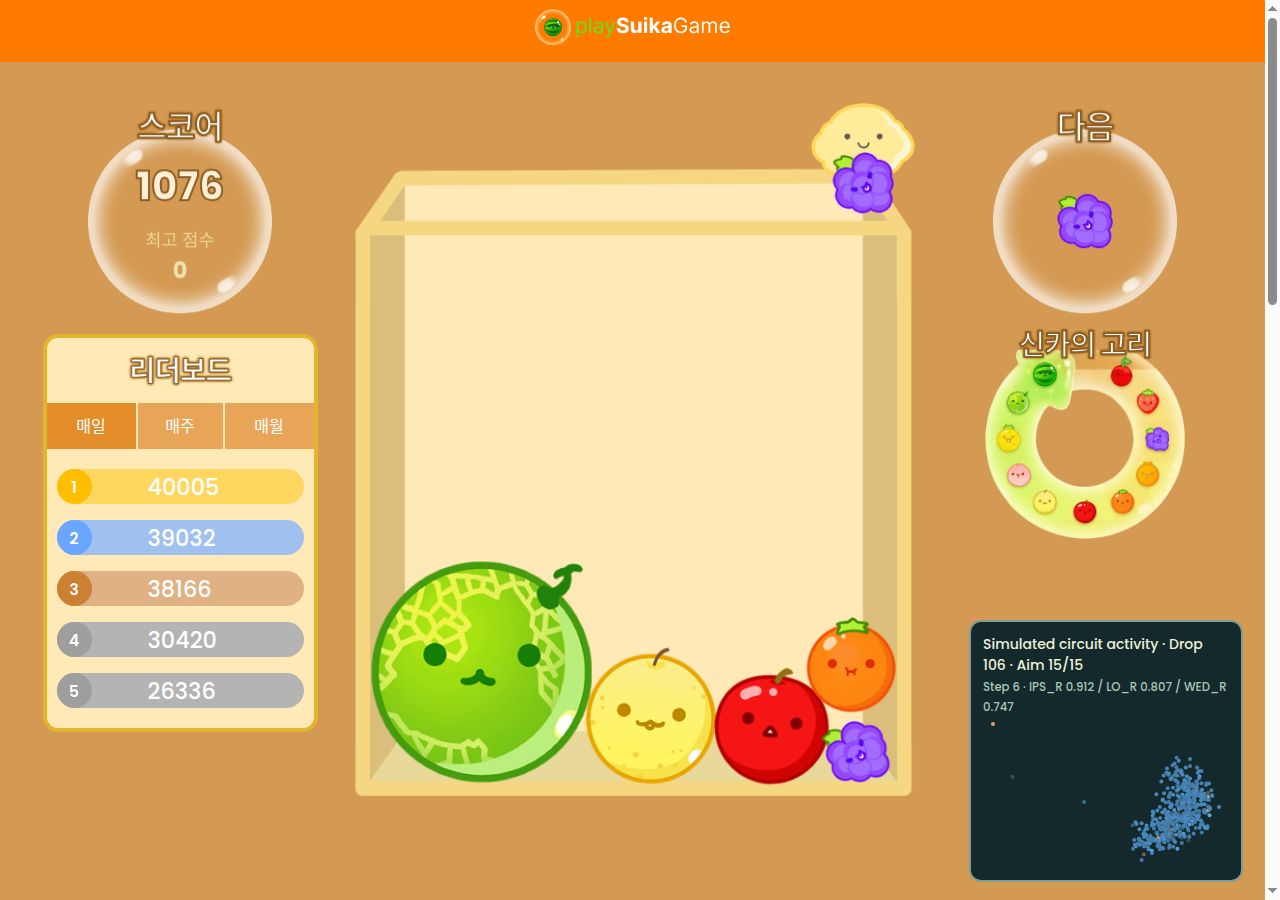 playSuikaGame
스코어
1076
최고 점수
0
다음
리더보드
매일 매주 매월
1 40005
2 39032
3 38166
4 30420
5 26336
신카의 고리
Simulated circuit activity · Drop
106 · Aim 15/15
Step 6 · IPS_R 0.912 / LO_R 0.807 / WED_R
0.747